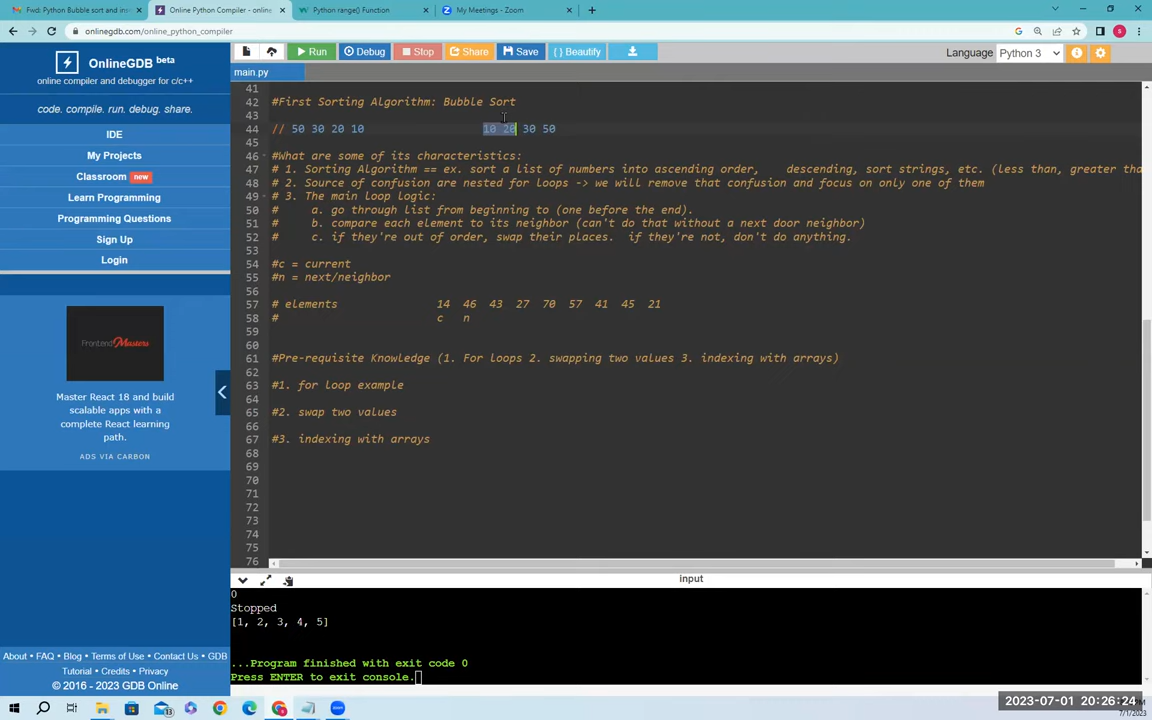 Fwd: Python Bubble sort and in
Online Python Compiler - online
Python range() Function
My Meetings - Zoom
onlinegdb.com/online_python_compiler
OnlineGDB beta
online compiler and debugger for c/c++
code. compile. run. debug. share.
IDE
My Projects
Classroom new
Learn Programming
Programming Questions
Sign Up
Login
FrontendMasters
Master React 18 and build
scalable apps with a
complete React learning
path.
ADS VIA CARBON
About • FAQ • Blog • Terms of Use • Contact Us • GDB
Tutorial • Credits • Privacy
© 2016 - 2023 GDB Online
Run Debug Stop Share Save { } Beautify Language Python 3
main.py
41
42 #First Sorting Algorithm: Bubble Sort
43
44 // 50 30 20 10 10 20 30 50
45
46 #What are some of its characteristics:
47 # 1. Sorting Algorithm == ex. sort a list of numbers into ascending order, descending, sort strings, etc. (less than, greater tha
48 # 2. Source of confusion are nested for loops -> we will remove that confusion and focus on only one of them
49 # 3. The main loop logic:
50 # a. go through list from beginning to (one before the end).
51 # b. compare each element to its neighbor (can't do that without a next door neighbor)
52 # c. if they're out of order, swap their places. if they're not, don't do anything.
53
54 #c = current
55 #n = next/neighbor
56
57 # elements 14 46 43 27 70 57 41 45 21
58 # c n
59
60
61 #Pre-requisite Knowledge (1. For loops 2. swapping two values 3. indexing with arrays)
62
63 #1. for loop example
64
65 #2. swap two values
66
67 #3. indexing with arrays
68
69
70
71
72
73
74
75
76
input
0
Stopped
[1, 2, 3, 4, 5]
...Program finished with exit code 0
Press ENTER to exit console.
2023-07-01 20:26:24
7/1/2023